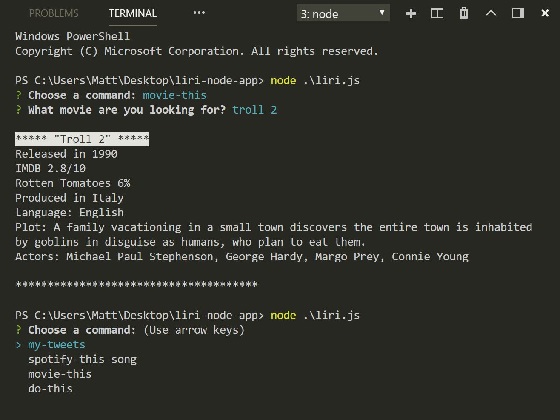 PROBLEMS TERMINAL ••• 3: node
Windows PowerShell
Copyright (C) Microsoft Corporation. All rights reserved.
PS C:\Users\Matt\Desktop\liri-node-app> node .\liri.js
? Choose a command: movie-this
? What movie are you looking for? troll 2
***** "Troll 2" *****
Released in 1990
IMDB 2.8/10
Rotten Tomatoes 6%
Produced in Italy
Language: English
Plot: A family vacationing in a small town discovers the entire town is inhabited
by goblins in disguise as humans, who plan to eat them.
Actors: Michael Paul Stephenson, George Hardy, Margo Prey, Connie Young
**************************************
PS C:\Users\Matt\Desktop\liri-node-app> node .\liri.js
? Choose a command: (Use arrow keys)
> my-tweets
spotify-this-song
movie-this
do-this